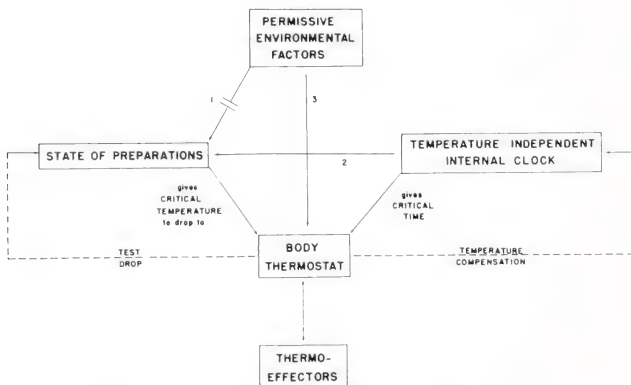 PERMISSIVE
ENVIRONMENTAL
FACTORS
1
3
STATE OF PREPARATIONS
2
TEMPERATURE INDEPENDENT
INTERNAL CLOCK
gives
CRITICAL
TEMPERATURE
to drop to
gives
CRITICAL
TIME
BODY
THERMOSTAT
TEST
DROP
TEMPERATURE
COMPENSATION
THERMO-
EFFECTORS